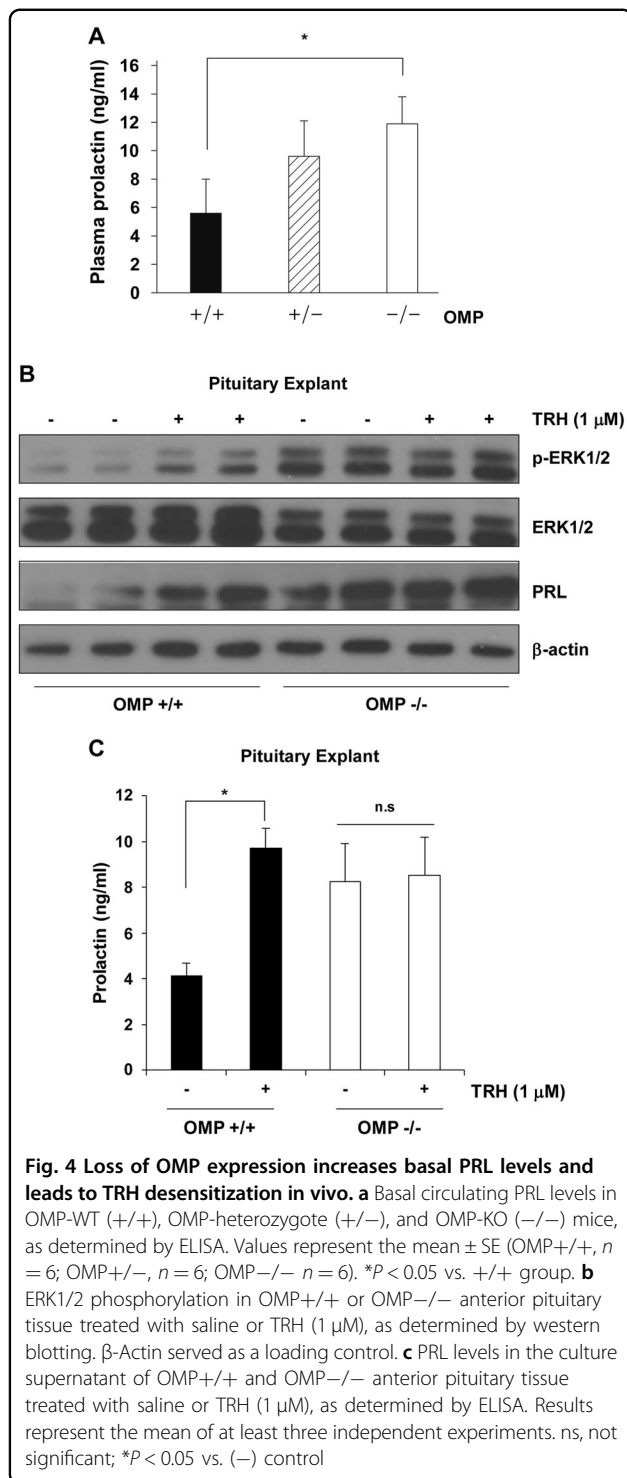 A
*
Plasma prolactin (ng/ml)
16
14
12
10
8
6
4
2
0
+/+ +/− −/− OMP
B
Pituitary Explant
- - + + - - + + TRH (1 µM)
p-ERK1/2
ERK1/2
PRL
β-actin
OMP +/+ OMP -/-
C
Pituitary Explant
* n.s
Prolactin (ng/ml)
12
10
8
6
4
2
0
- + - + TRH (1 µM)
OMP +/+ OMP -/-
Fig. 4 Loss of OMP expression increases basal PRL levels and
leads to TRH desensitization in vivo. a Basal circulating PRL levels in
OMP-WT (+/+), OMP-heterozygote (+/−), and OMP-KO (−/−) mice,
as determined by ELISA. Values represent the mean ± SE (OMP+/+, n
= 6; OMP+/−, n = 6; OMP−/− n = 6). *P < 0.05 vs. +/+ group. b
ERK1/2 phosphorylation in OMP+/+ or OMP−/− anterior pituitary
tissue treated with saline or TRH (1 µM), as determined by western
blotting. β-Actin served as a loading control. c PRL levels in the culture
supernatant of OMP+/+ and OMP−/− anterior pituitary tissue
treated with saline or TRH (1 µM), as determined by ELISA. Results
represent the mean of at least three independent experiments. ns, not
significant; *P < 0.05 vs. (−) control